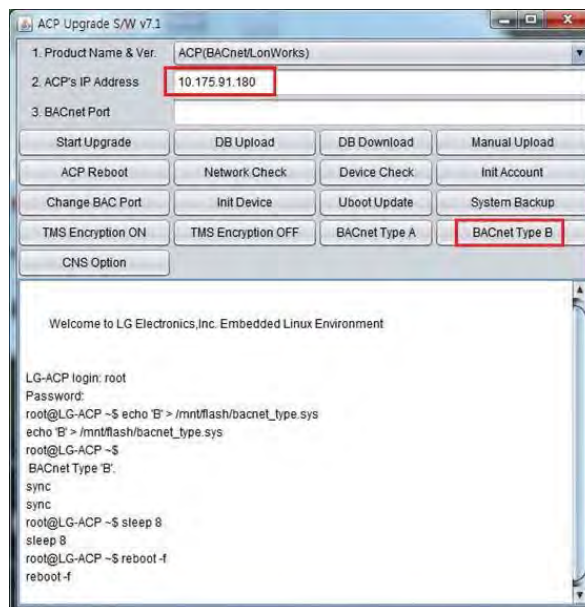 ACP Upgrade S/W v7.1
1. Product Name & Ver. ACP(BACnet/LonWorks)
2. ACP's IP Address 10.175.91.180
3. BACnet Port
Start Upgrade DB Upload DB Download Manual Upload
ACP Reboot Network Check Device Check Init Account
Change BAC Port Init Device Uboot Update System Backup
TMS Encryption ON TMS Encryption OFF BACnet Type A BACnet Type B
CNS Option
Welcome to LG Electronics,Inc. Embedded Linux Environment
LG-ACP login: root
Password:
root@LG-ACP ~$ echo 'B' > /mnt/flash/bacnet_type.sys
echo 'B' > /mnt/flash/bacnet_type.sys
root@LG-ACP ~$
BACnet Type 'B'.
sync
sync
root@LG-ACP ~$ sleep 8
sleep 8
root@LG-ACP ~$ reboot -f
reboot -f